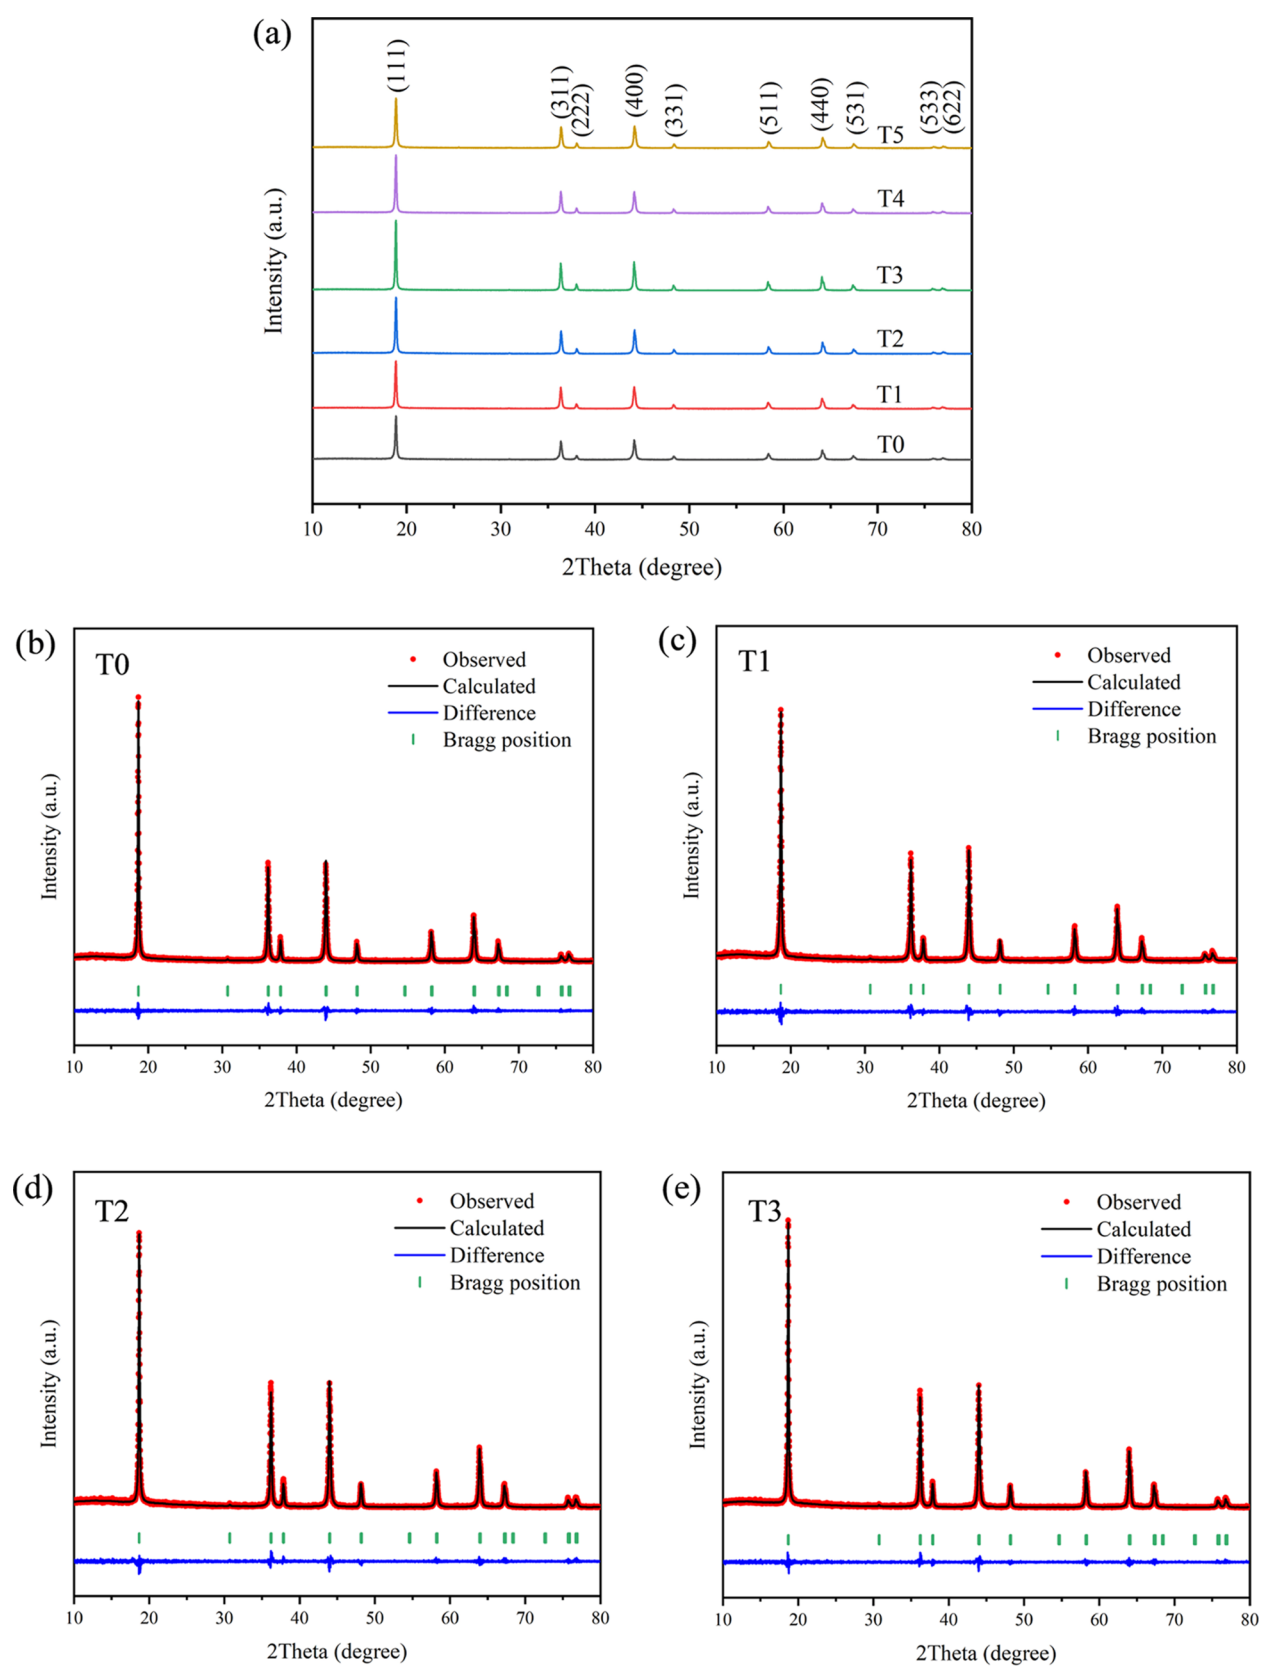 (a)
(111)
(311)
(222)
(400)
(331)
(511)
(440)
(531)
(533)
(622)
T5
T4
T3
T2
T1
T0
Intensity (a.u.)
10 20 30 40 50 60 70 80
2Theta (degree)
(b)
T0
Observed
Calculated
Difference
Bragg position
Intensity (a.u.)
10 20 30 40 50 60 70 80
2Theta (degree)
(c)
T1
Observed
Calculated
Difference
Bragg position
Intensity (a.u.)
10 20 30 40 50 60 70 80
2Theta (degree)
(d)
T2
Observed
Calculated
Difference
Bragg position
Intensity (a.u.)
10 20 30 40 50 60 70 80
2Theta (degree)
(e)
T3
Observed
Calculated
Difference
Bragg position
Intensity (a.u.)
10 20 30 40 50 60 70 80
2Theta (degree)